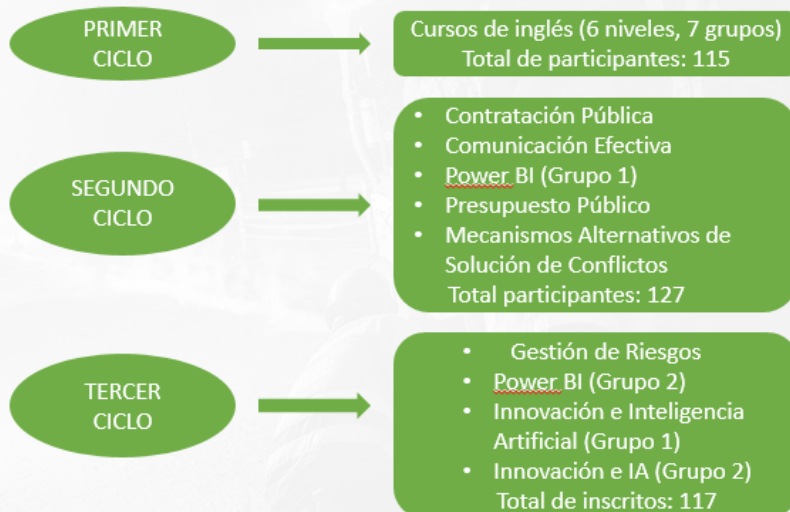 PRIMER
CICLO
Cursos de inglés (6 niveles, 7 grupos)
Total de participantes: 115
SEGUNDO
CICLO
• Contratación Pública
• Comunicación Efectiva
• Power BI (Grupo 1)
• Presupuesto Público
• Mecanismos Alternativos de
Solución de Conflictos
Total participantes: 127
TERCER
CICLO
• Gestión de Riesgos
• Power BI (Grupo 2)
• Innovación e Inteligencia
Artificial (Grupo 1)
• Innovación e IA (Grupo 2)
Total de inscritos: 117